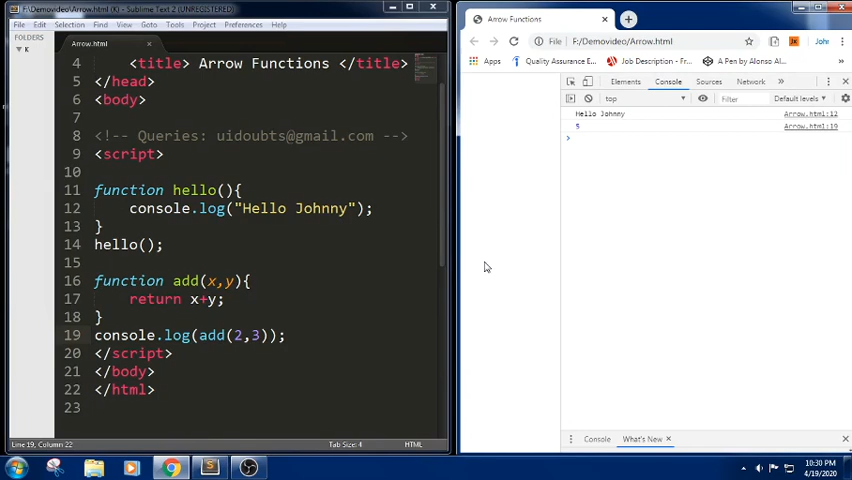 F:\Demovideo\Arrow.html (K) - Sublime Text 2 (UNREGISTERED)
File Edit Selection Find View Goto Tools Project Preferences Help
FOLDERS
K
Arrow.html
4 <title> Arrow Functions </title>
5 </head>
6 <body>
7
8 <!-- Queries: uidoubts@gmail.com -->
9 <script>
10
11 function hello(){
12 console.log("Hello Johnny");
13 }
14 hello();
15
16 function add(x,y){
17 return x+y;
18 }
19 console.log(add(2,3));
20 </script>
21 </body>
22 </html>
23
Line 19, Column 22
Tab Size: 4
HTML
Arrow Functions
File F:/Demovideo/Arrow.html
John
Apps Quality Assurance E... Job Description - Fr... A Pen by Alonso Al...
Elements Console Sources Network
top Filter Default levels
Hello Johnny Arrow.html:12
5 Arrow.html:19
Console What's New
10:30 PM
4/19/2020